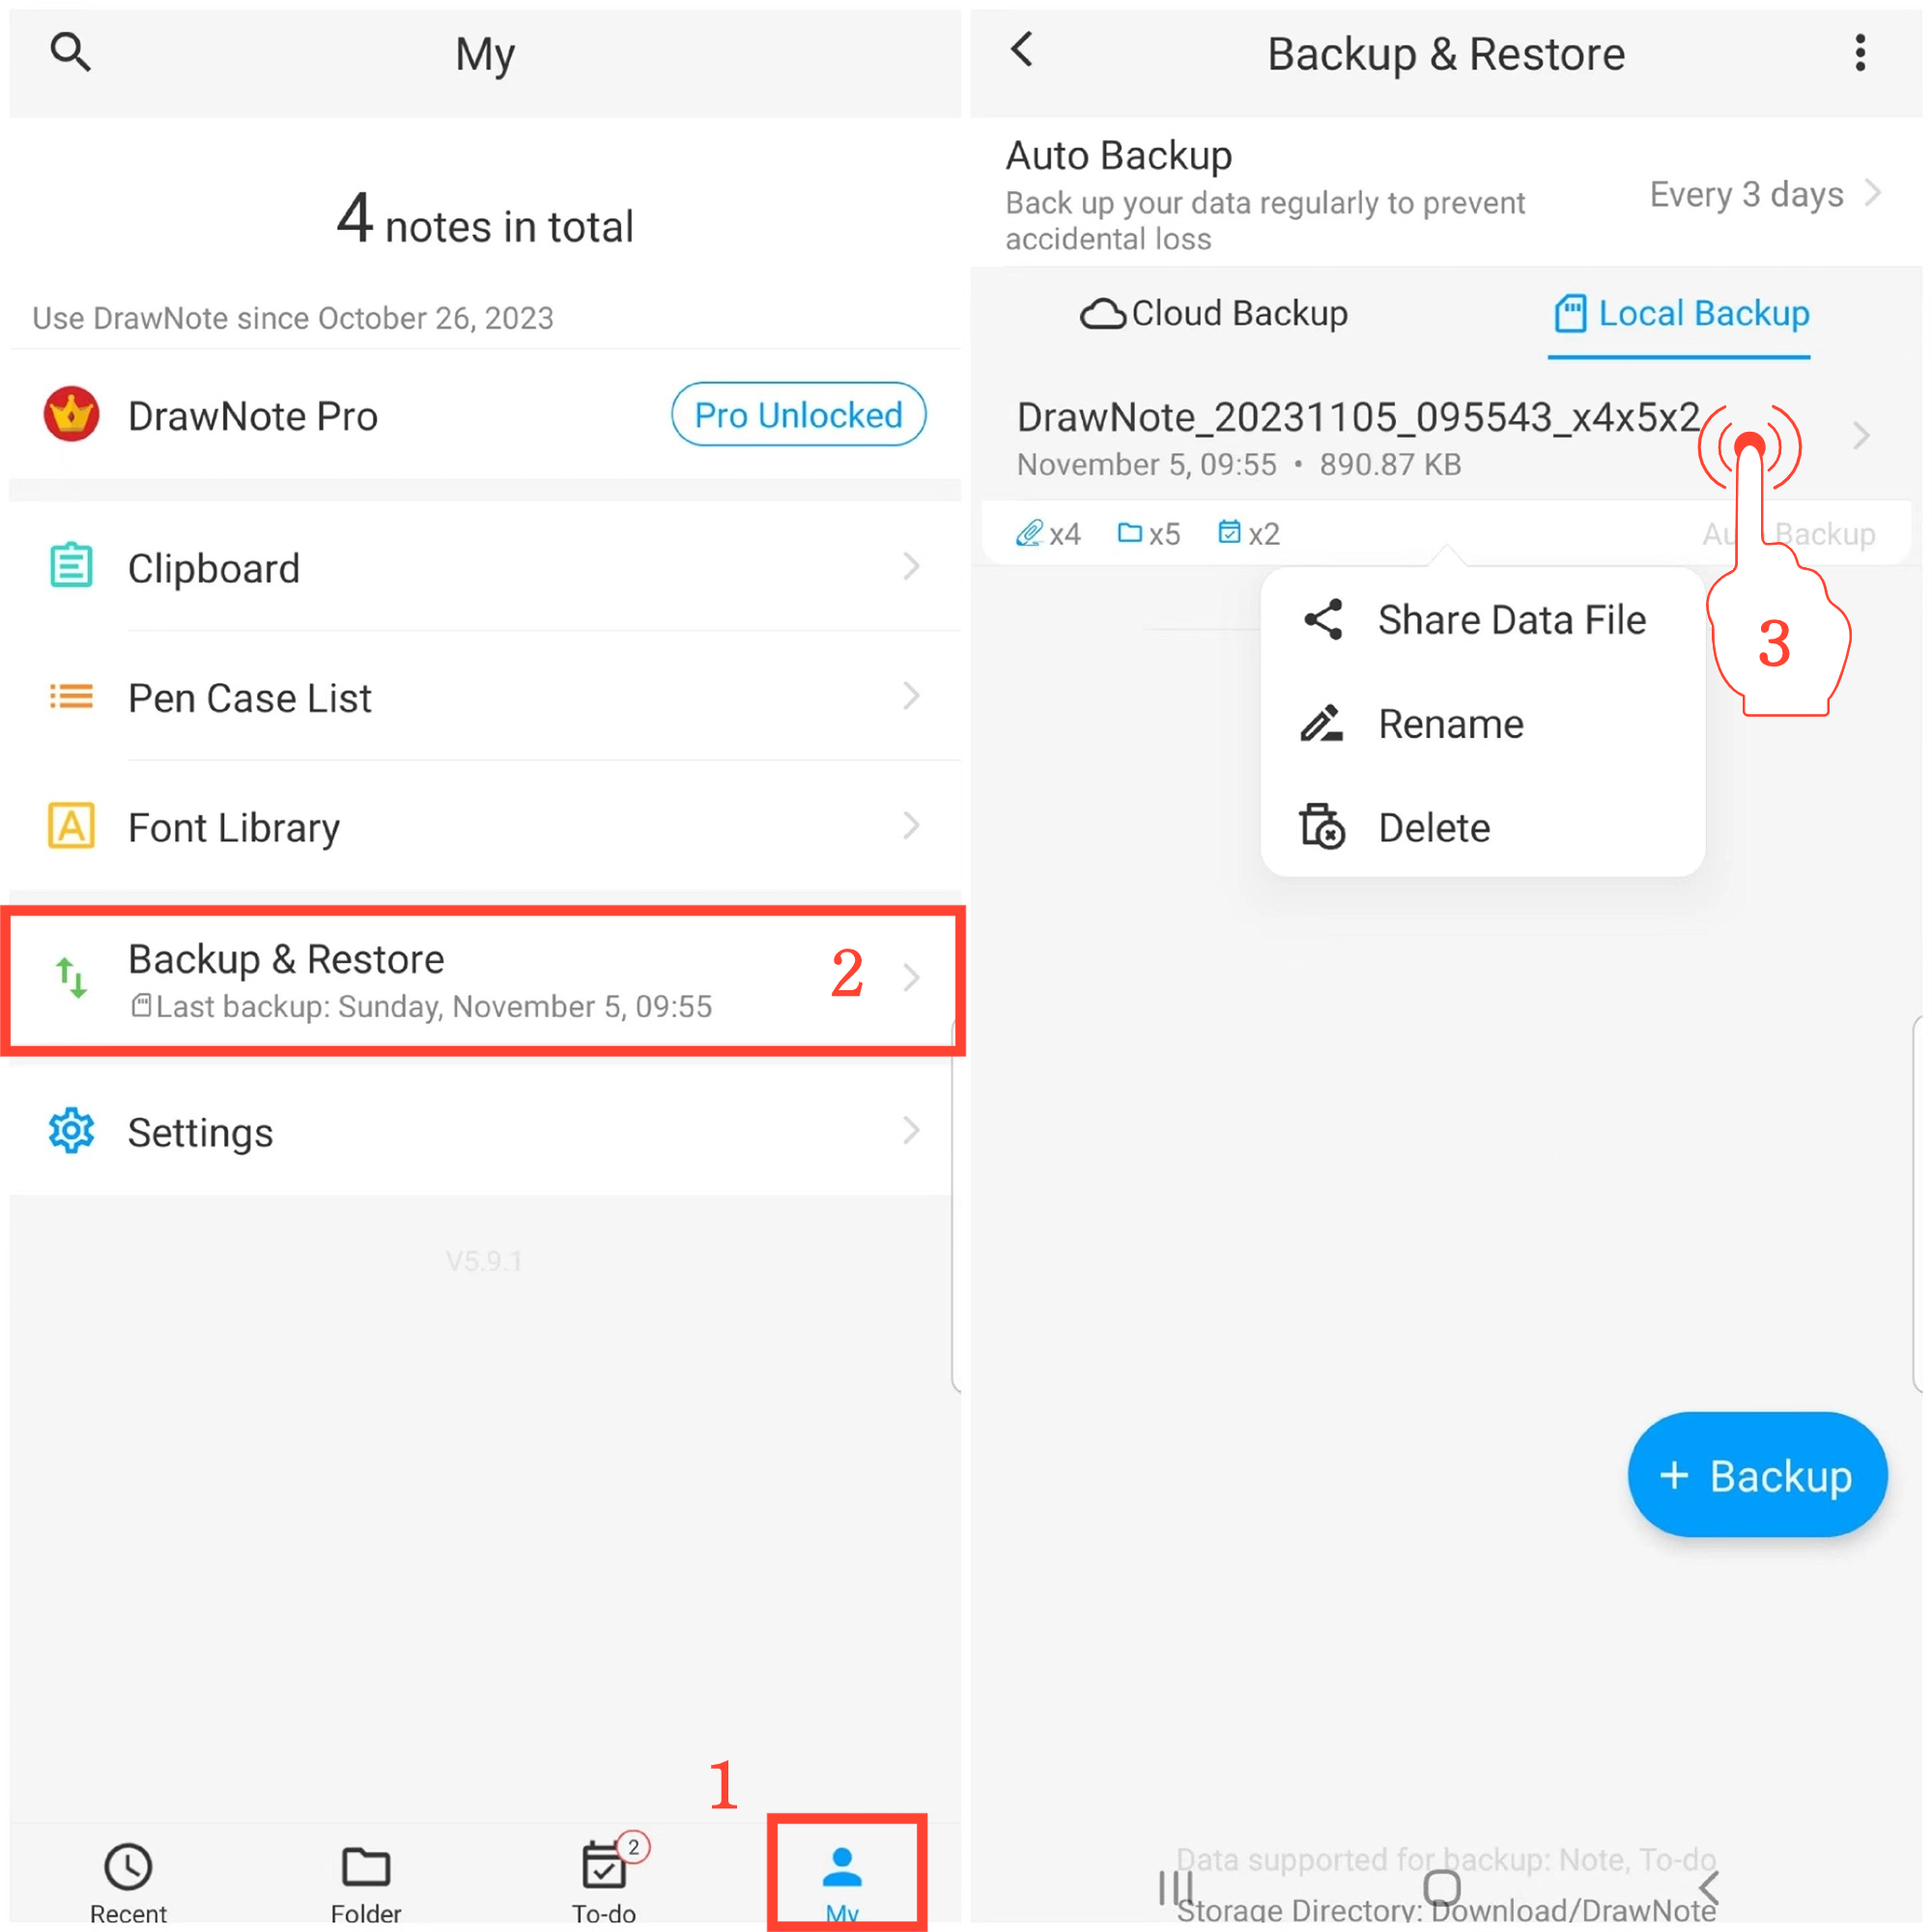 My
4 notes in total
Use DrawNote since October 26, 2023
DrawNote Pro
Pro Unlocked
Clipboard
Pen Case List
Font Library
Backup & Restore
Last backup: Sunday, November 5, 09:55
2
Settings
V5.9.1
1
2
Recent
Folder
To-do
My
Backup & Restore
Auto Backup
Back up your data regularly to prevent
accidental loss
Every 3 days
Cloud Backup
Local Backup
DrawNote_20231105_095543_x4x5x2
November 5, 09:55 • 890.87 KB
x4 x5 x2
Backup
Share Data File
Rename
Delete
3
+ Backup
Data supported for backup: Note, To-do
Storage Directory: Download/DrawNote